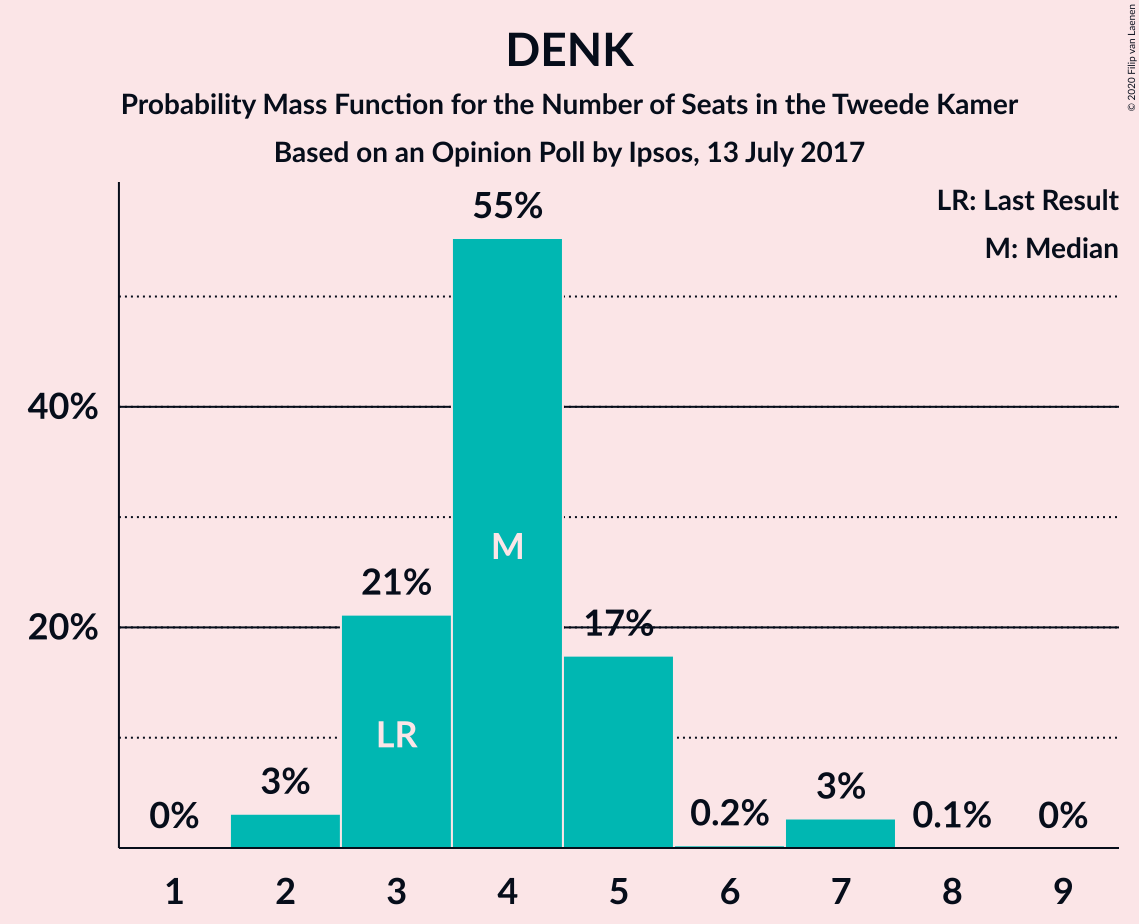 DENK
Probability Mass Function for the Number of Seats in the Tweede Kamer
Based on an Opinion Poll by Ipsos, 13 July 2017
© 2020 Filip van Laenen
LR: Last Result
M: Median
55%
40%
M
21%
20%
17%
LR
3%
0%
0.2%
3%
0.1%
0%
1 2 3 4 5 6 7 8 9